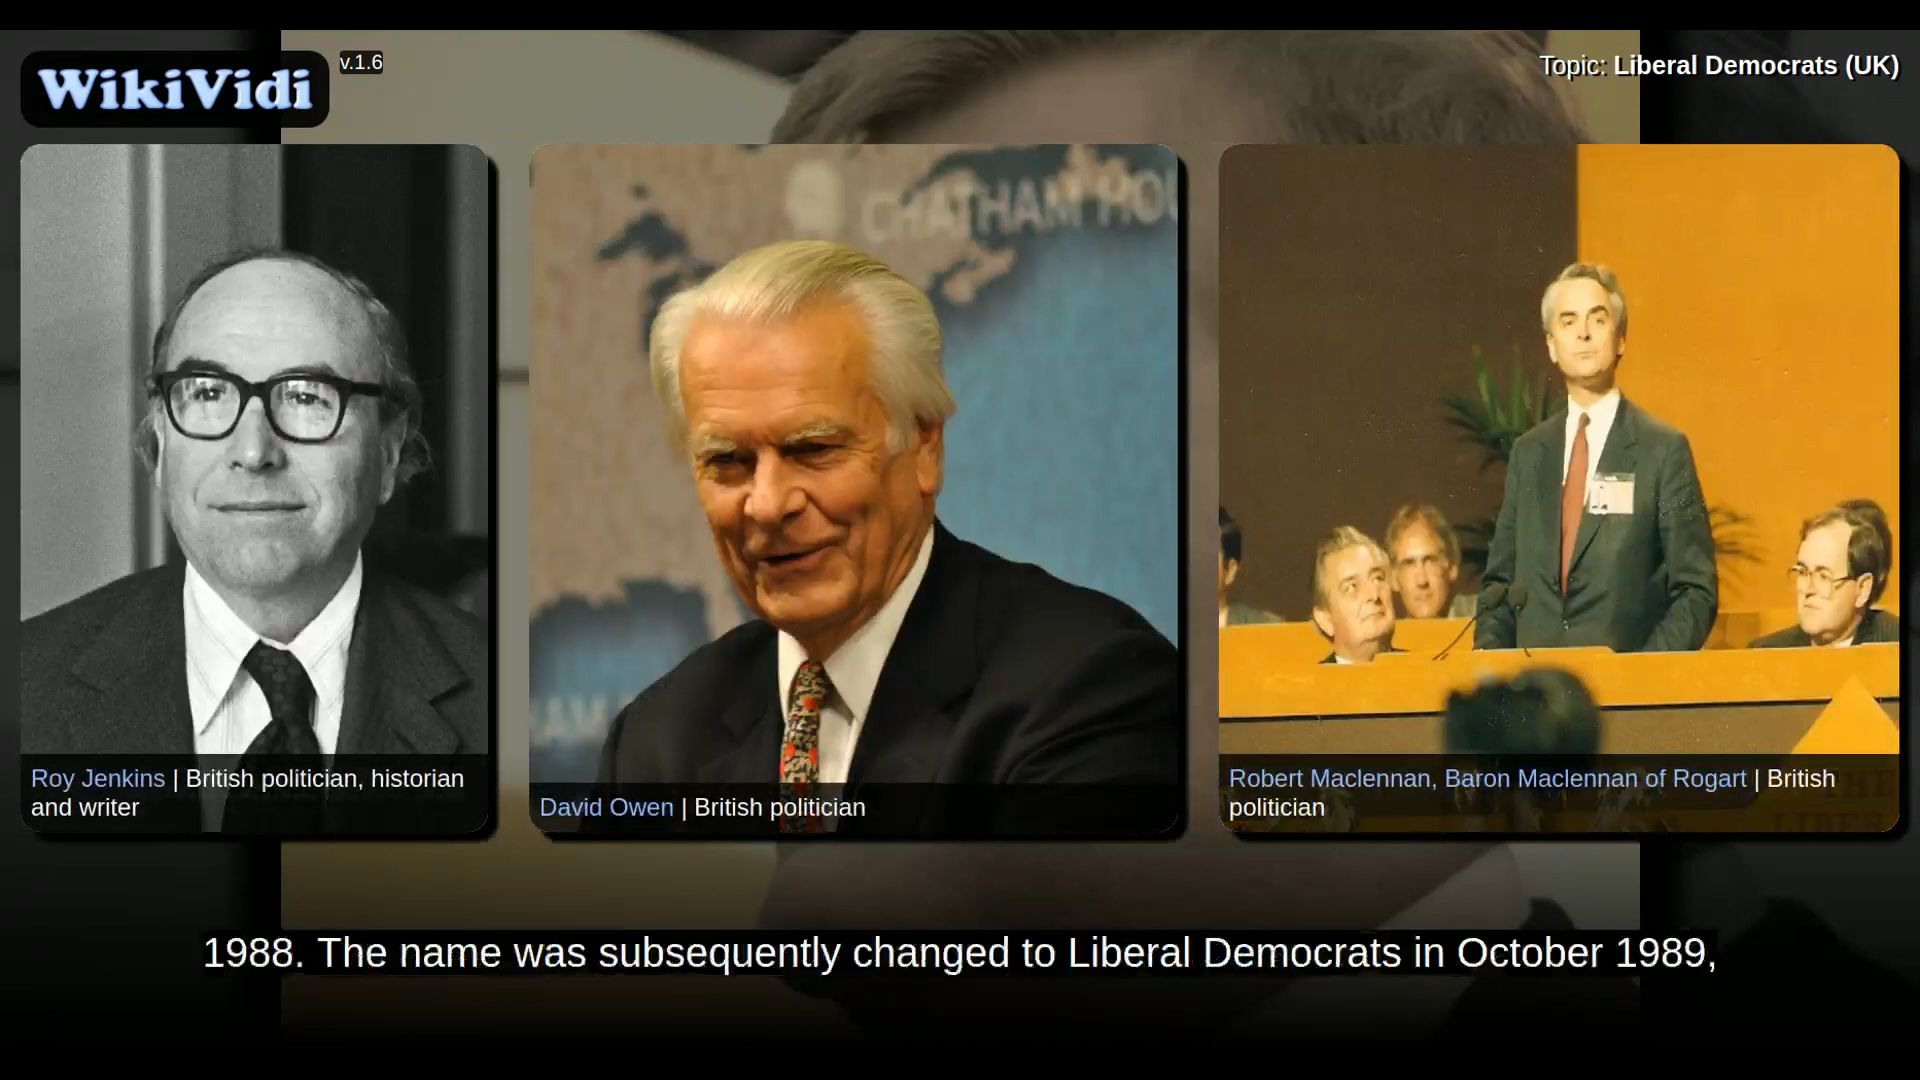 WikiVidi
v.1.6
Topic: Liberal Democrats (UK)
CHATHAM HOU
Roy Jenkins | British politician, historian
and writer
David Owen | British politician
Robert Maclennan, Baron Maclennan of Rogart | British
politician
1988. The name was subsequently changed to Liberal Democrats in October 1989,